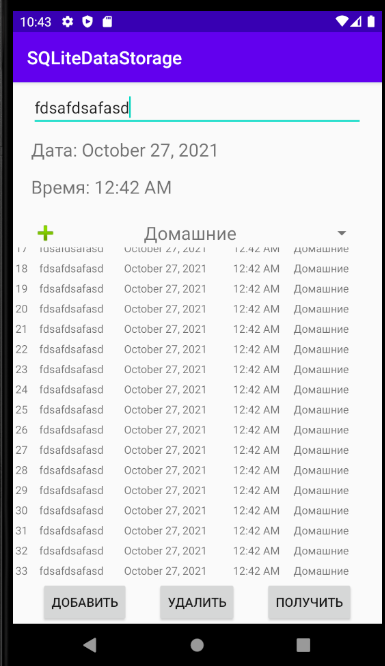 10:43
SQLiteDataStorage
fdsafdsafasd
Дата: October 27, 2021
Время: 12:42 AM
Домашние
17 fdsafdsafasd October 27, 2021 12:42 AM Домашние
18 fdsafdsafasd October 27, 2021 12:42 AM Домашние
19 fdsafdsafasd October 27, 2021 12:42 AM Домашние
20 fdsafdsafasd October 27, 2021 12:42 AM Домашние
21 fdsafdsafasd October 27, 2021 12:42 AM Домашние
22 fdsafdsafasd October 27, 2021 12:42 AM Домашние
23 fdsafdsafasd October 27, 2021 12:42 AM Домашние
24 fdsafdsafasd October 27, 2021 12:42 AM Домашние
25 fdsafdsafasd October 27, 2021 12:42 AM Домашние
26 fdsafdsafasd October 27, 2021 12:42 AM Домашние
27 fdsafdsafasd October 27, 2021 12:42 AM Домашние
28 fdsafdsafasd October 27, 2021 12:42 AM Домашние
29 fdsafdsafasd October 27, 2021 12:42 AM Домашние
30 fdsafdsafasd October 27, 2021 12:42 AM Домашние
31 fdsafdsafasd October 27, 2021 12:42 AM Домашние
32 fdsafdsafasd October 27, 2021 12:42 AM Домашние
33 fdsafdsafasd October 27, 2021 12:42 AM Домашние
ДОБАВИТЬ УДАЛИТЬ ПОЛУЧИТЬ